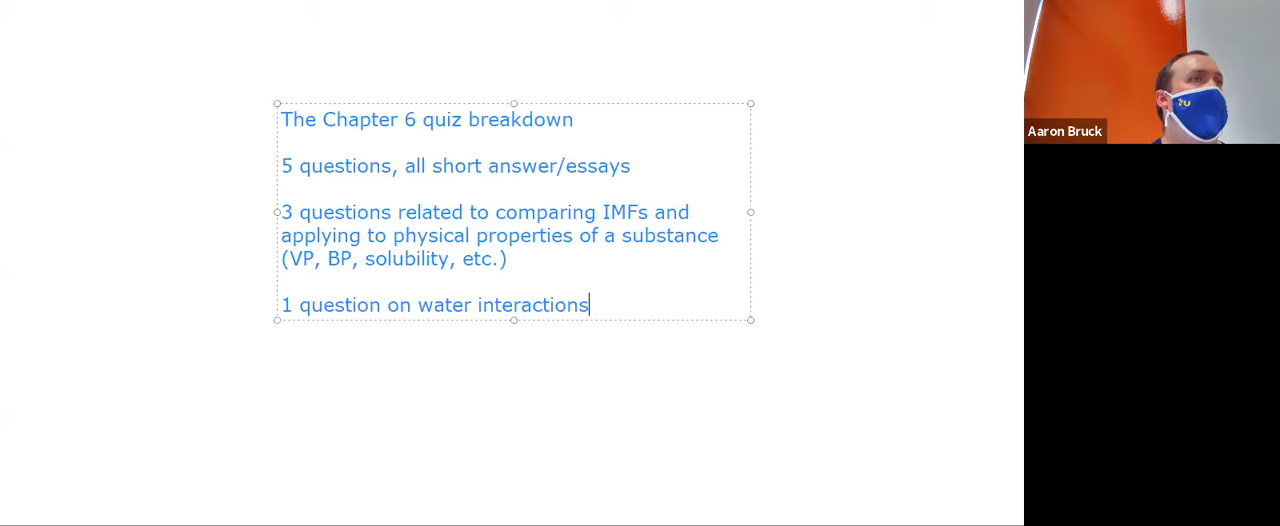 The Chapter 6 quiz breakdown
5 questions, all short answer/essays
3 questions related to comparing IMFs and
applying to physical properties of a substance
(VP, BP, solubility, etc.)
1 question on water interactions
Aaron Bruck